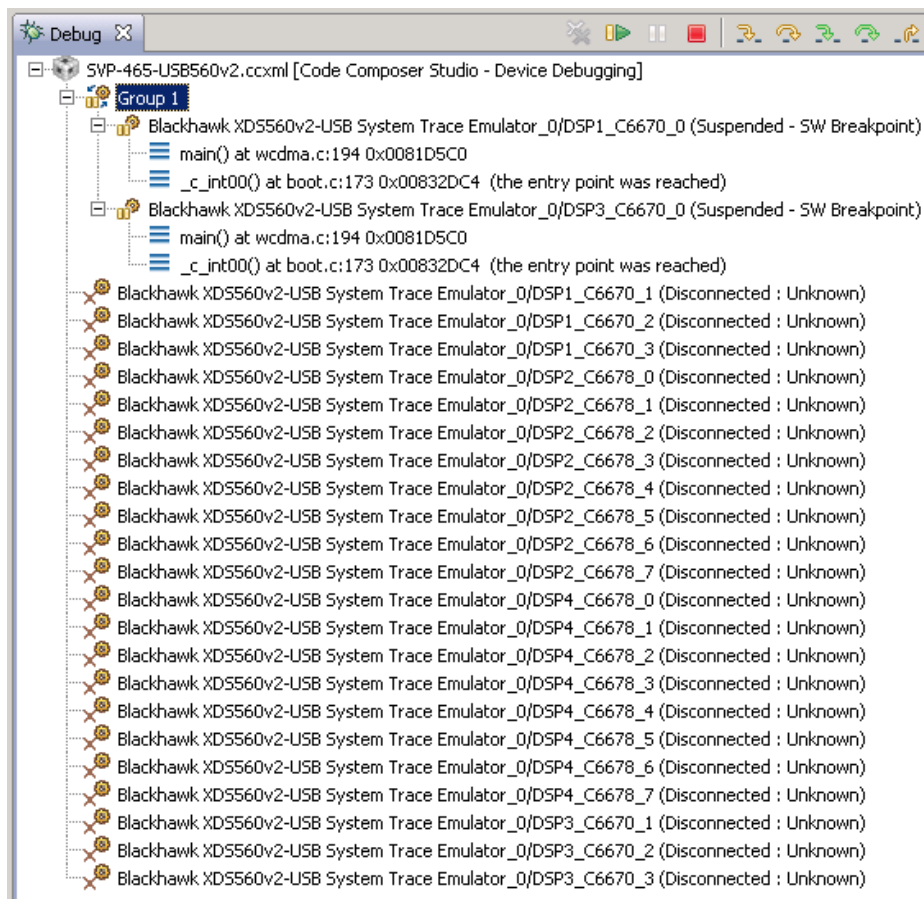 Debug
SVP-465-USB560v2.ccxml [Code Composer Studio - Device Debugging]
Group 1
Blackhawk XDS560v2-USB System Trace Emulator_0/DSP1_C6670_0 (Suspended - SW Breakpoint)
main() at wcdma.c:194 0x0081D5C0
_c_int00() at boot.c:173 0x00832DC4 (the entry point was reached)
Blackhawk XDS560v2-USB System Trace Emulator_0/DSP3_C6670_0 (Suspended - SW Breakpoint)
main() at wcdma.c:194 0x0081D5C0
_c_int00() at boot.c:173 0x00832DC4 (the entry point was reached)
Blackhawk XDS560v2-USB System Trace Emulator_0/DSP1_C6670_1 (Disconnected : Unknown)
Blackhawk XDS560v2-USB System Trace Emulator_0/DSP1_C6670_2 (Disconnected : Unknown)
Blackhawk XDS560v2-USB System Trace Emulator_0/DSP1_C6670_3 (Disconnected : Unknown)
Blackhawk XDS560v2-USB System Trace Emulator_0/DSP2_C6678_0 (Disconnected : Unknown)
Blackhawk XDS560v2-USB System Trace Emulator_0/DSP2_C6678_1 (Disconnected : Unknown)
Blackhawk XDS560v2-USB System Trace Emulator_0/DSP2_C6678_2 (Disconnected : Unknown)
Blackhawk XDS560v2-USB System Trace Emulator_0/DSP2_C6678_3 (Disconnected : Unknown)
Blackhawk XDS560v2-USB System Trace Emulator_0/DSP2_C6678_4 (Disconnected : Unknown)
Blackhawk XDS560v2-USB System Trace Emulator_0/DSP2_C6678_5 (Disconnected : Unknown)
Blackhawk XDS560v2-USB System Trace Emulator_0/DSP2_C6678_6 (Disconnected : Unknown)
Blackhawk XDS560v2-USB System Trace Emulator_0/DSP2_C6678_7 (Disconnected : Unknown)
Blackhawk XDS560v2-USB System Trace Emulator_0/DSP4_C6678_0 (Disconnected : Unknown)
Blackhawk XDS560v2-USB System Trace Emulator_0/DSP4_C6678_1 (Disconnected : Unknown)
Blackhawk XDS560v2-USB System Trace Emulator_0/DSP4_C6678_2 (Disconnected : Unknown)
Blackhawk XDS560v2-USB System Trace Emulator_0/DSP4_C6678_3 (Disconnected : Unknown)
Blackhawk XDS560v2-USB System Trace Emulator_0/DSP4_C6678_4 (Disconnected : Unknown)
Blackhawk XDS560v2-USB System Trace Emulator_0/DSP4_C6678_5 (Disconnected : Unknown)
Blackhawk XDS560v2-USB System Trace Emulator_0/DSP4_C6678_6 (Disconnected : Unknown)
Blackhawk XDS560v2-USB System Trace Emulator_0/DSP4_C6678_7 (Disconnected : Unknown)
Blackhawk XDS560v2-USB System Trace Emulator_0/DSP3_C6670_1 (Disconnected : Unknown)
Blackhawk XDS560v2-USB System Trace Emulator_0/DSP3_C6670_2 (Disconnected : Unknown)
Blackhawk XDS560v2-USB System Trace Emulator_0/DSP3_C6670_3 (Disconnected : Unknown)